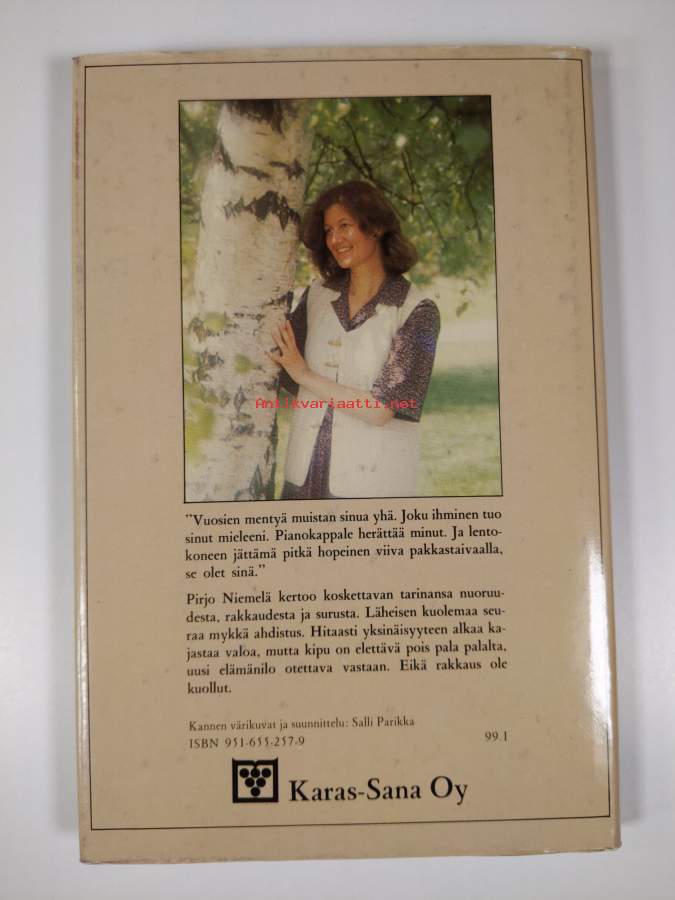 Antikvariaatti.net
"Vuosien mentyä muistan sinua yhä. Joku ihminen tuo
sinut mieleeni. Pianokappale herättää minut. Ja lento-
koneen jättämä pitkä hopeinen viiva pakkastaivaalla,
se olet sinä."
Pirjo Niemelä kertoo koskettavan tarinansa nuoruu-
desta, rakkaudesta ja surusta. Läheisen kuolemaa seu-
raa mykkä ahdistus. Hitaasti yksinäisyyteen alkaa ka-
jastaa valoa, mutta kipu on elettävä pois pala palalta,
uusi elämänilo otettava vastaan. Eikä rakkaus ole
kuollut.
Kannen värikuvat ja suunnittelu: Salli Parikka
ISBN 951-655-257-9 99.1
Karas-Sana Oy